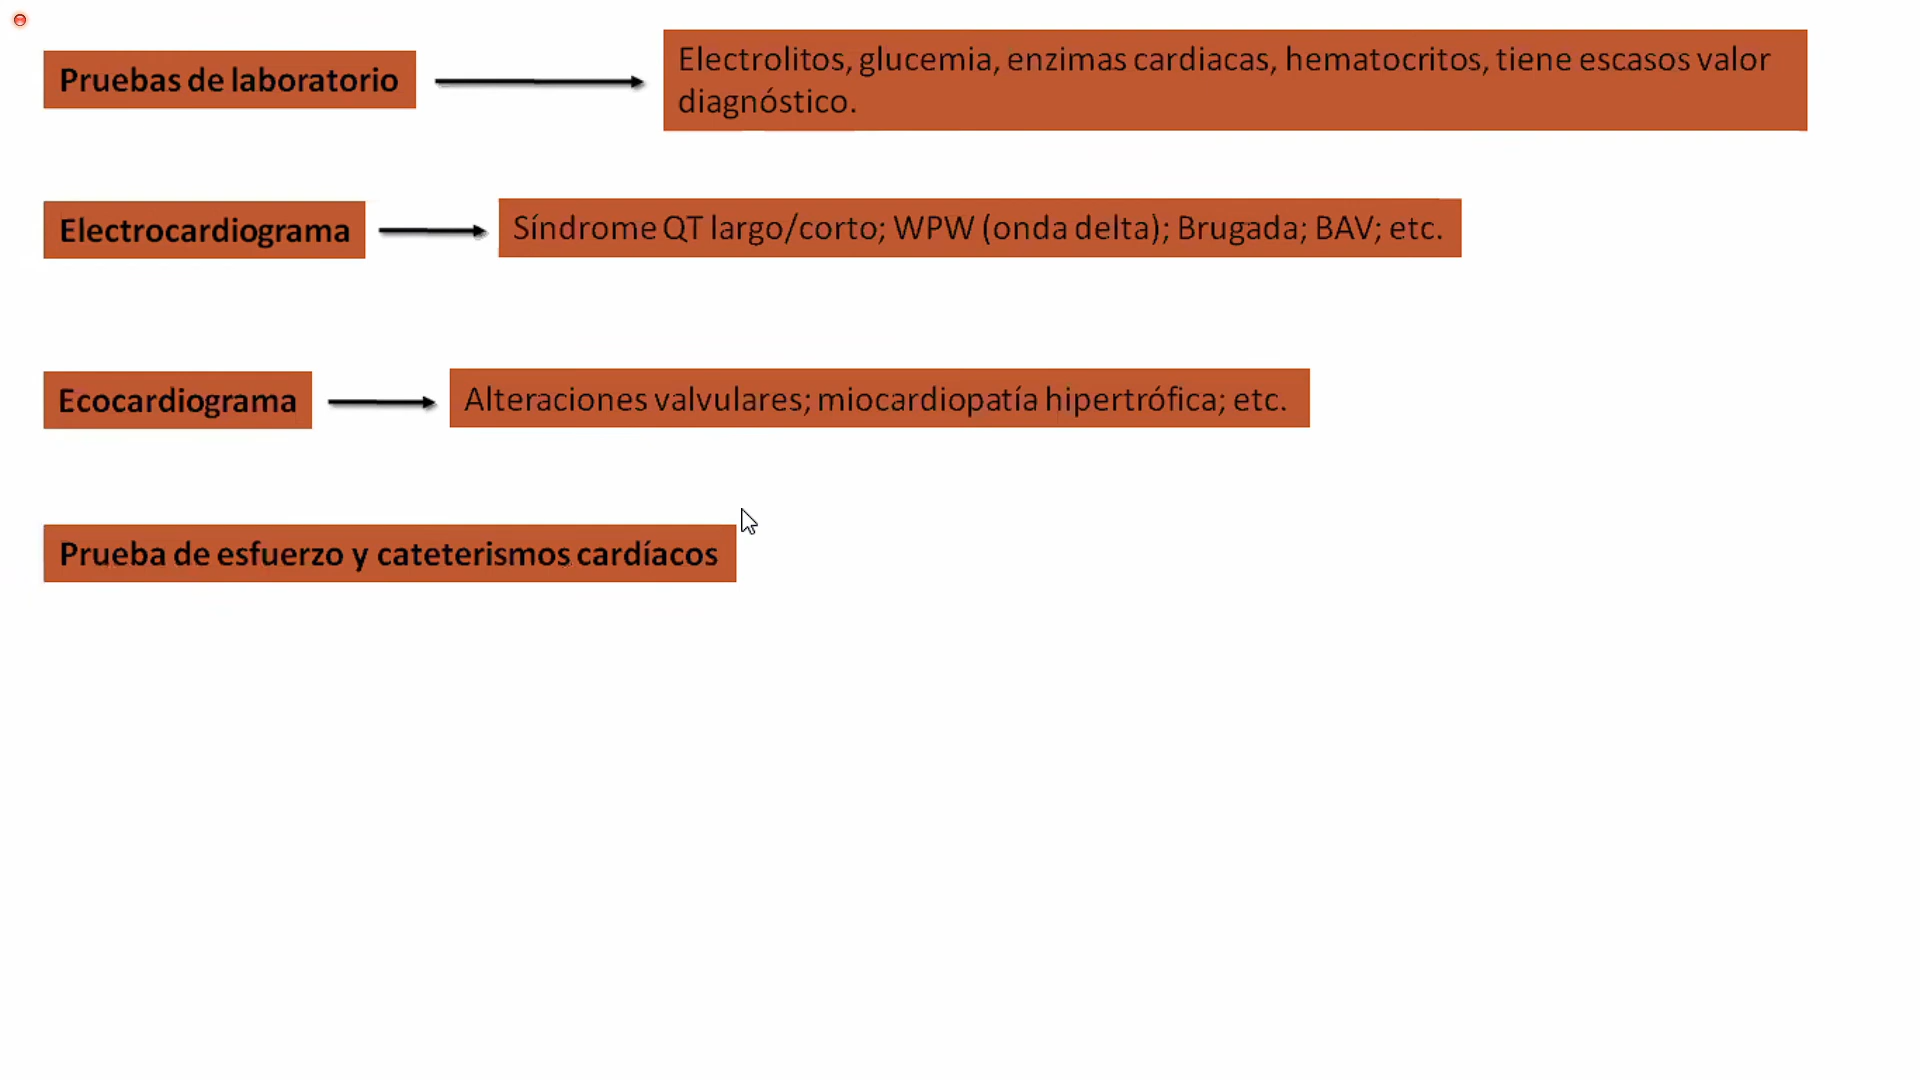 Pruebas de laboratorio
Electrolitos, glucemia, enzimas cardiacas, hematocritos, tiene escasos valor
diagnóstico.
Electrocardiograma
Síndrome QT largo/corto; WPW (onda delta); Brugada; BAV; etc.
Ecocardiograma
Alteraciones valvulares; miocardiopatía hipertrófica; etc.
Prueba de esfuerzo y cateterismos cardíacos